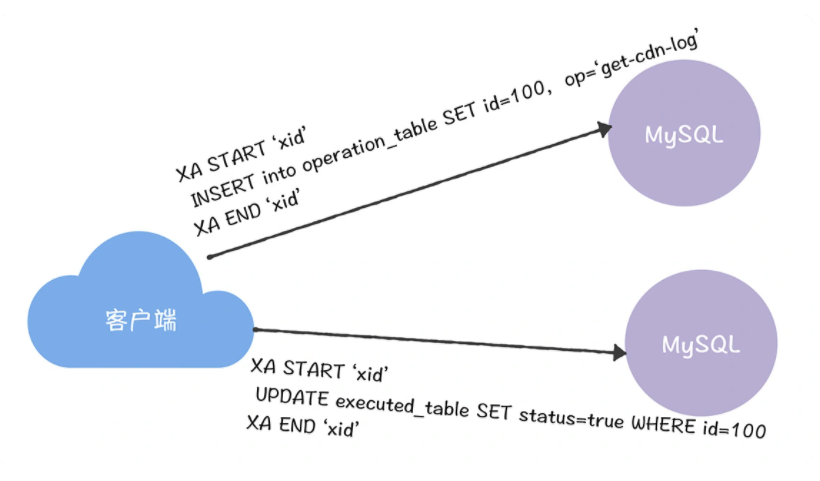 XA START ‘xid’
INSERT into operation_table SET id=100, op=‘get-cdn-log’
XA END ‘xid’
MySQL
客户端
MySQL
XA START ‘xid’
UPDATE executed_table SET status=true WHERE id=100
XA END ‘xid’